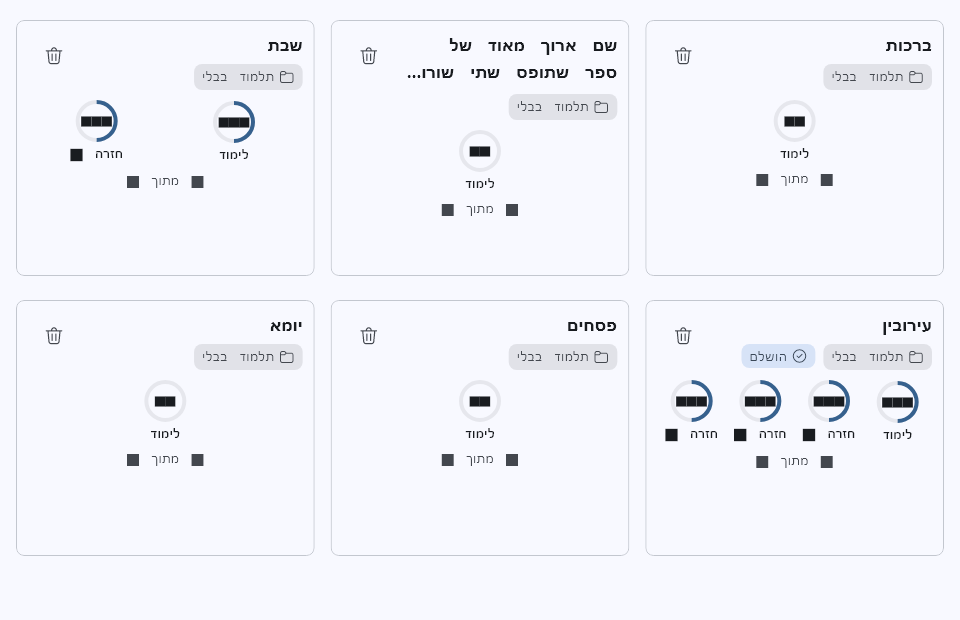 ברכות
תלמוד בבלי
לימוד
מתוך
שם ארוך מאוד של
ספר שתופס שתי שורו...
תלמוד בבלי
לימוד
מתוך
שבת
תלמוד בבלי
לימוד
חזרה
מתוך
עירובין
תלמוד בבלי
הושלם
לימוד
חזרה
חזרה
חזרה
מתוך
פסחים
תלמוד בבלי
לימוד
מתוך
יומא
תלמוד בבלי
לימוד
מתוך